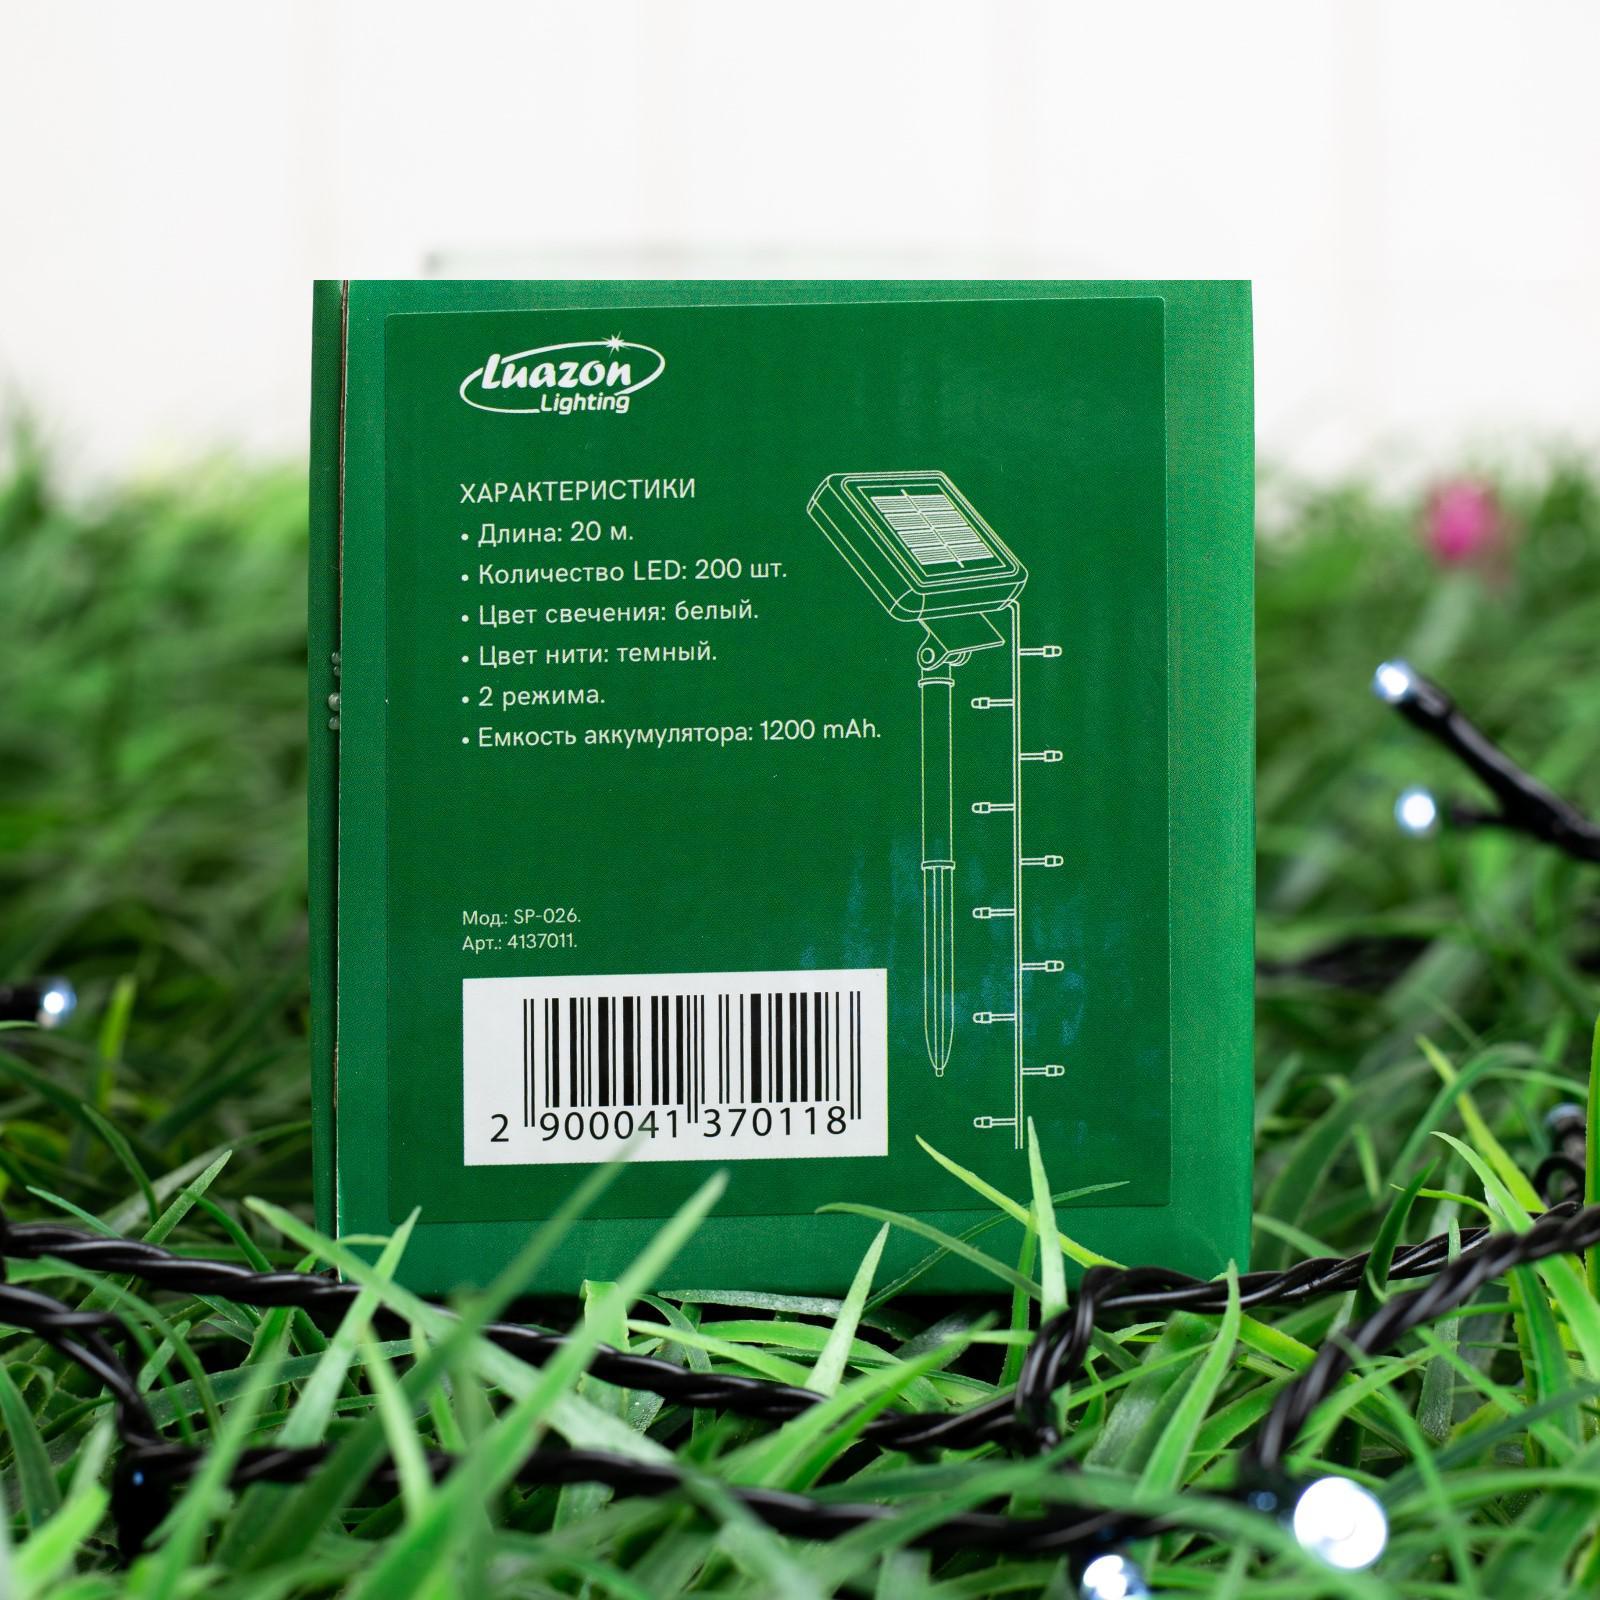 Luazon
Lighting
ХАРАКТЕРИСТИКИ
• Длина: 20 м.
• Количество LED: 200 шт.
• Цвет свечения: белый.
• Цвет нити: темный.
• 2 режима.
• Емкость аккумулятора: 1200 mAh.
Мод.: SP-026.
Арт.: 4137011.
2 900041 370118